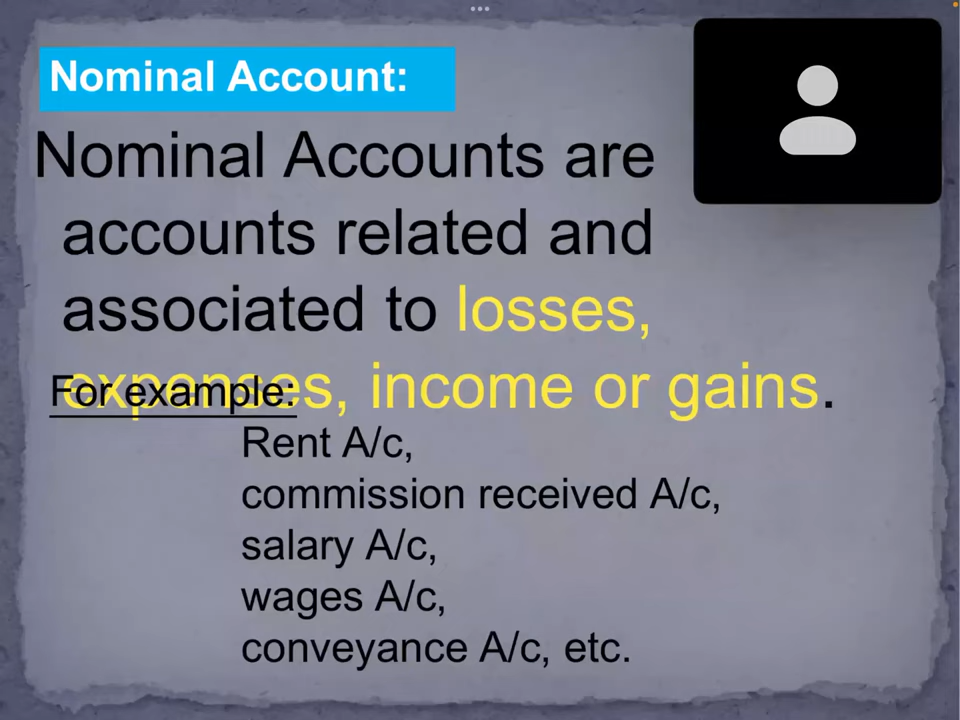 Nominal Account:
Nominal Accounts are
accounts related and
associated to losses,
expenses, income or gains.
For example:
Rent A/c,
commission received A/c,
salary A/c,
wages A/c,
conveyance A/c, etc.